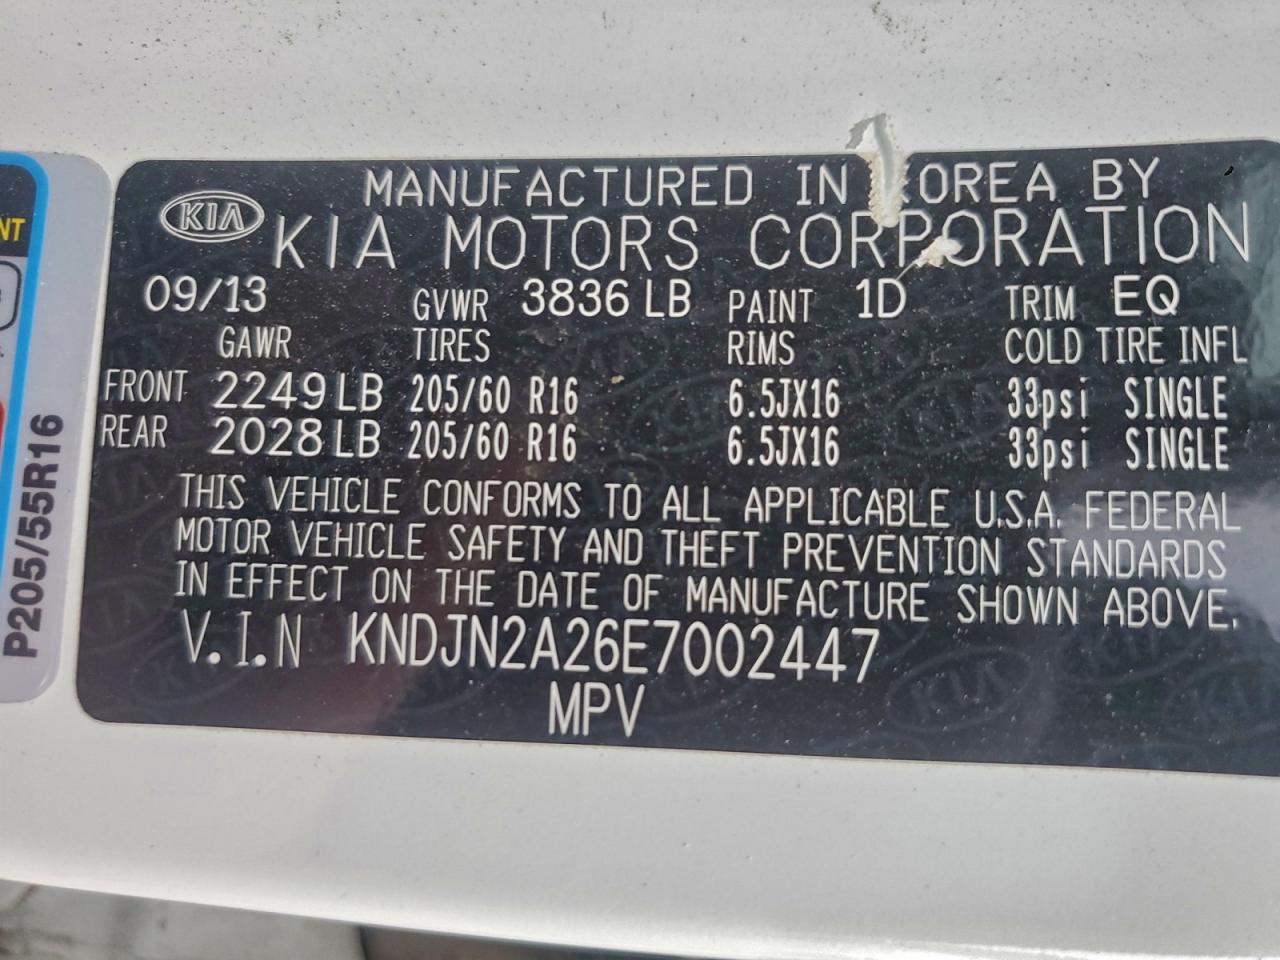 MANUFACTURED IN KOREA BY
KIA
KIA MOTORS CORPORATION
09/13 GVWR 3836 LB PAINT 1D TRIM EQ
GAWR TIRES RIMS COLD TIRE INFL
FRONT 2249 LB 205/60 R16 6.5JX16 33psi SINGLE
REAR 2028 LB 205/60 R16 6.5JX16 33psi SINGLE
THIS VEHICLE CONFORMS TO ALL APPLICABLE U.S.A. FEDERAL
MOTOR VEHICLE SAFETY AND THEFT PREVENTION STANDARDS
IN EFFECT ON THE DATE OF MANUFACTURE SHOWN ABOVE.
V.I.N KNDJN2A26E7002447
MPV
NT
P205/55R16